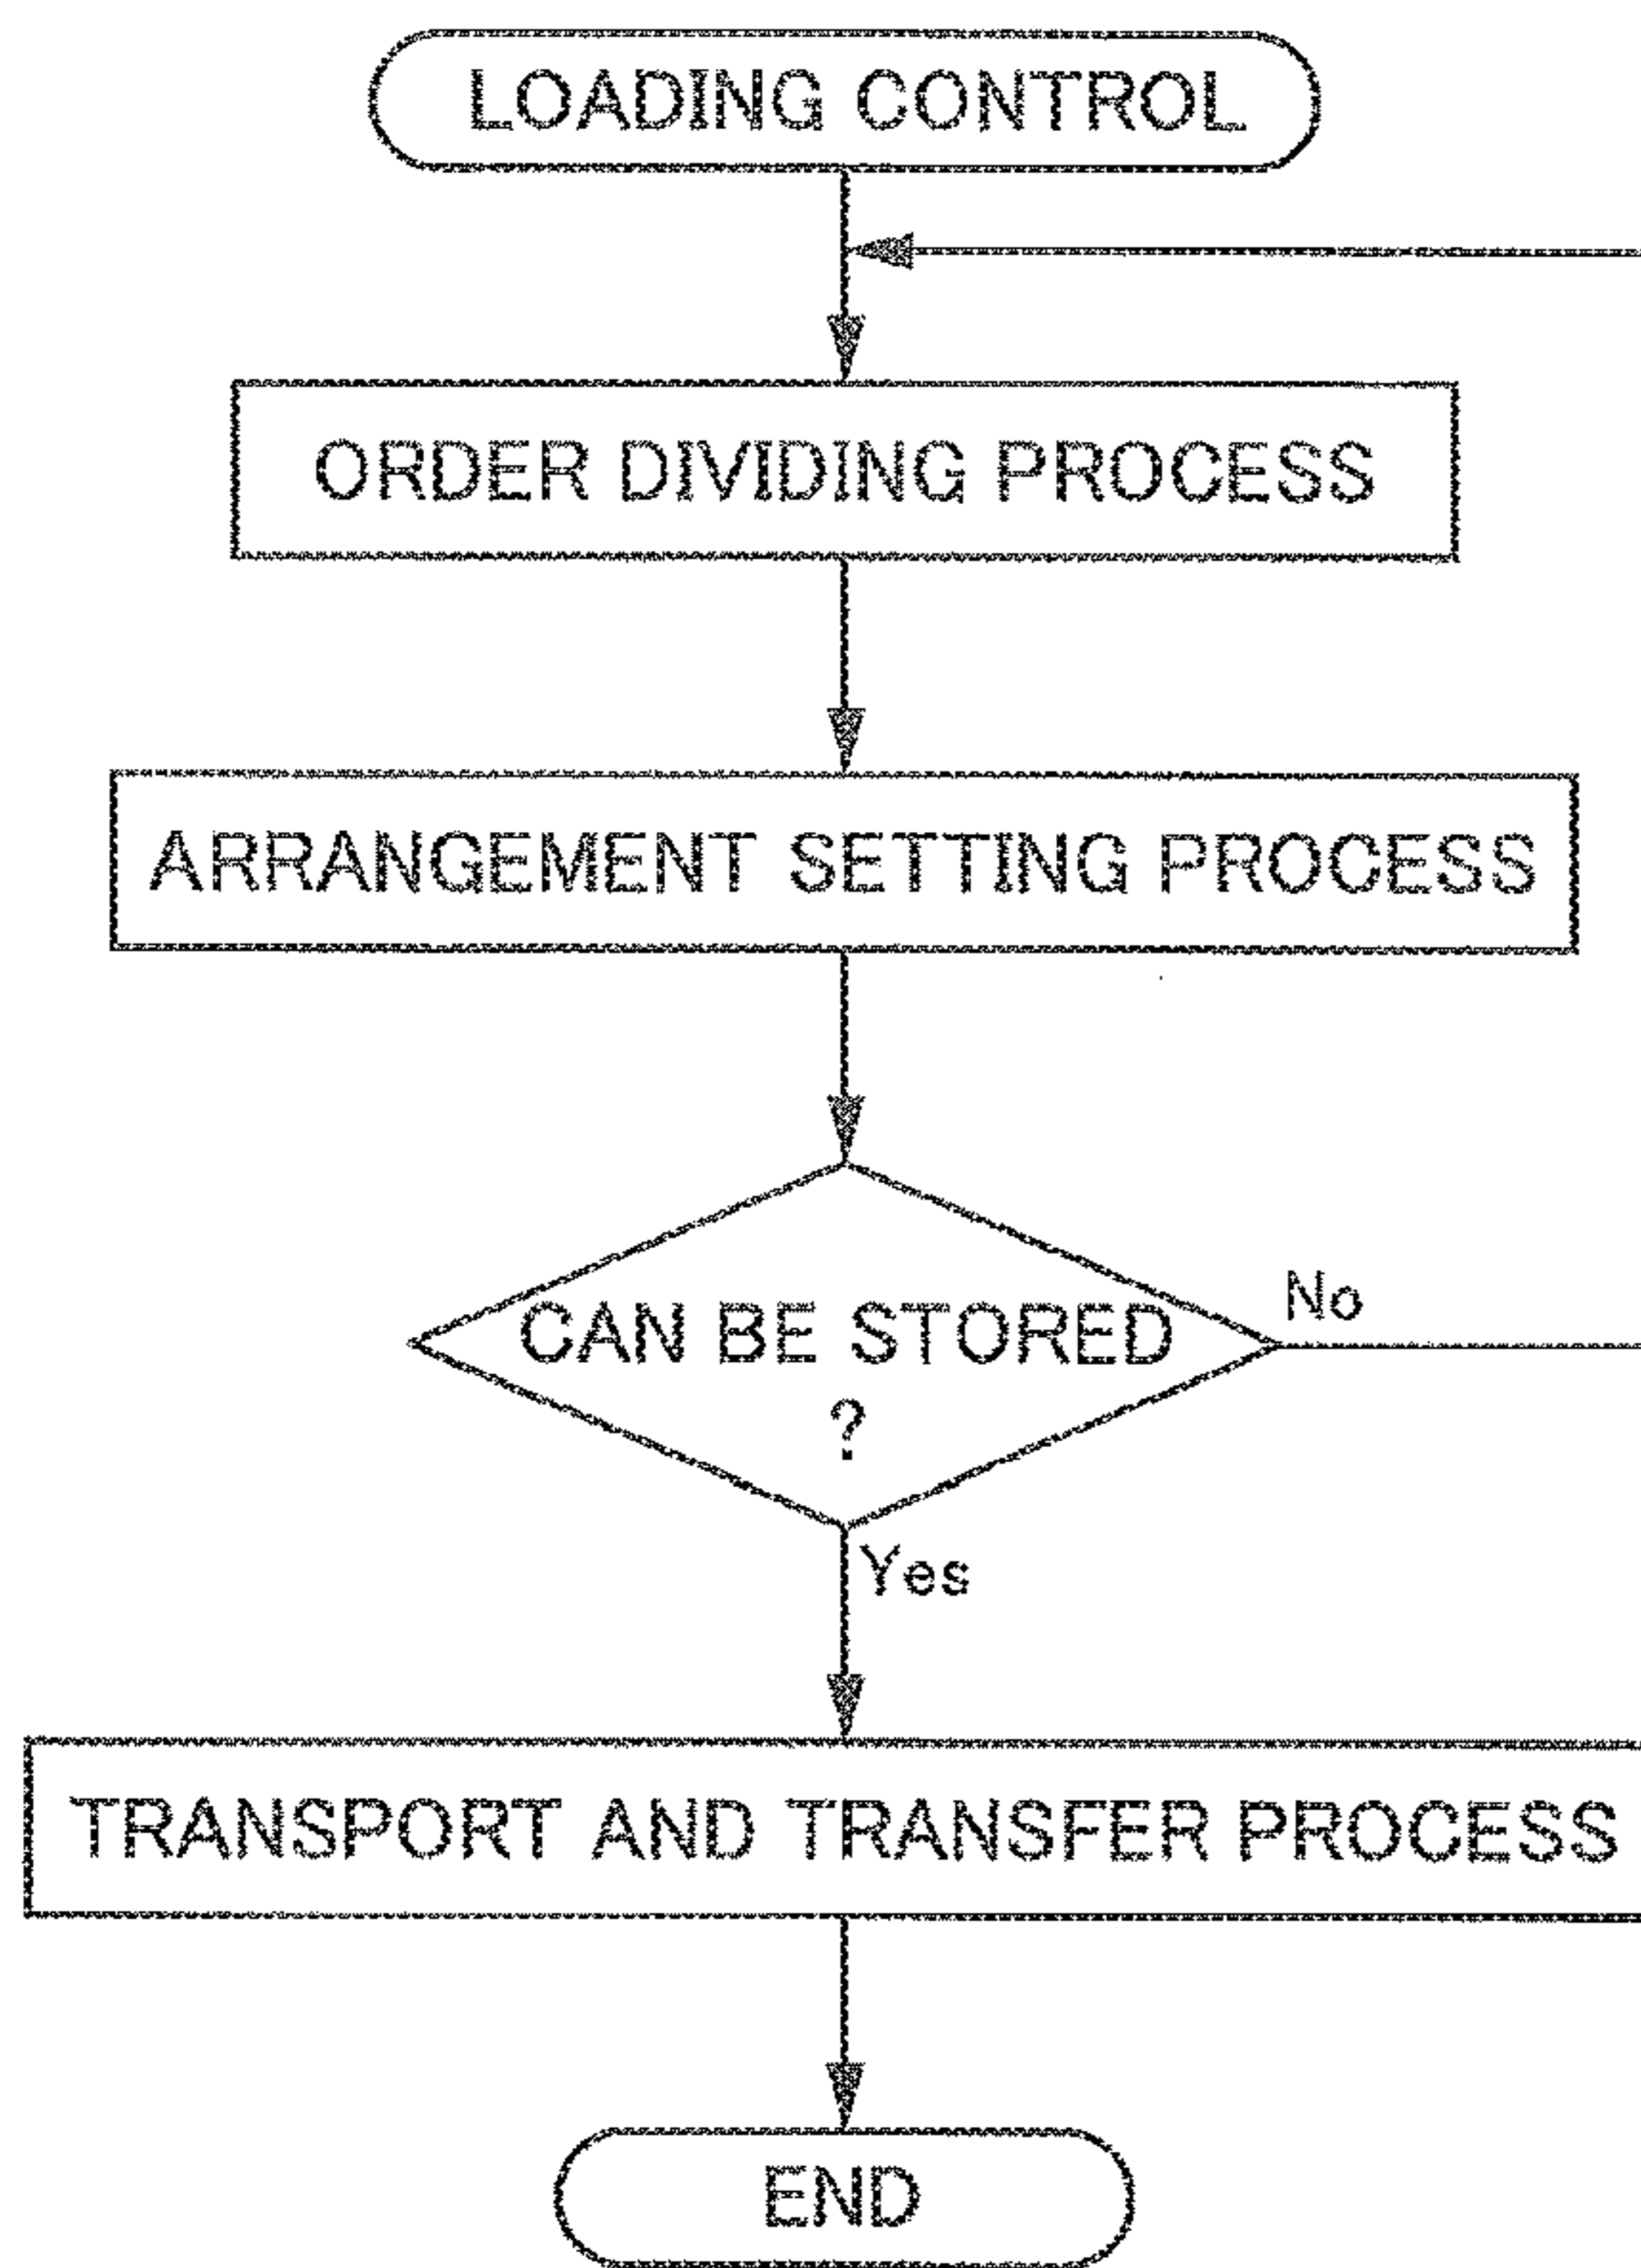 LOADING CONTROL
ORDER DIVIDING PROCESS
ARRANGEMENT SETTING PROCESS
CAN BE STORED
?
No
Yes
TRANSPORT AND TRANSFER PROCESS
END